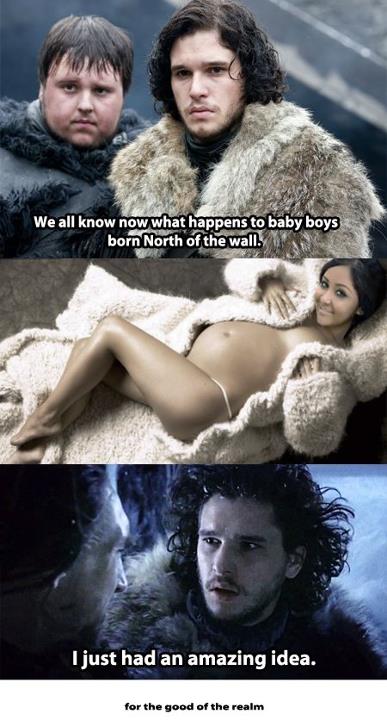 We all know now what happens to baby boys
born North of the wall.
I just had an amazing idea.
for the good of the realm